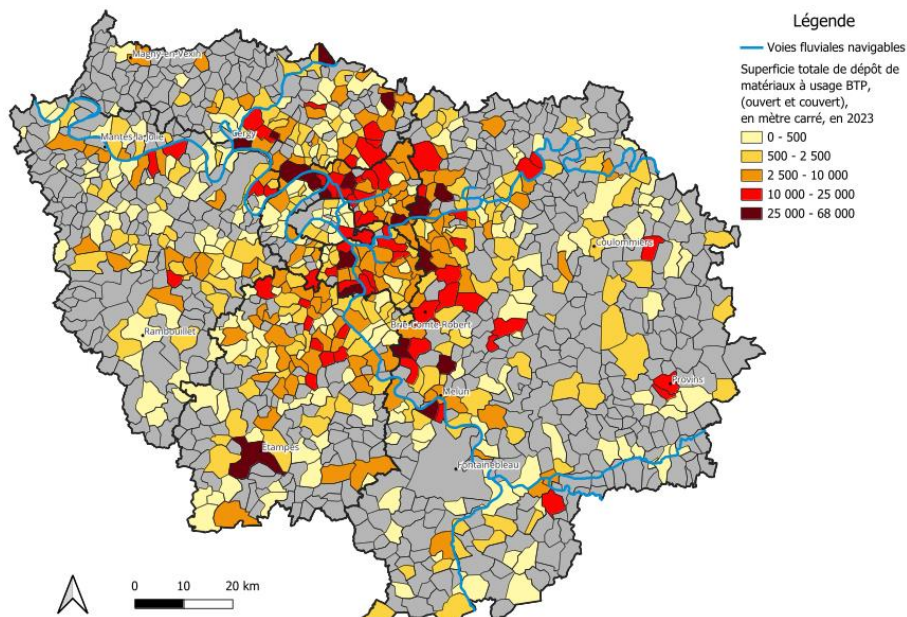 Légende
Voies fluviales navigables
Superficie totale de dépôt de
matériaux à usage BTP,
(ouvert et couvert),
en mètre carré, en 2023
0 - 500
500 - 2 500
2 500 - 10 000
10 000 - 25 000
25 000 - 68 000
Magny-en-Vexin
Mantes-la-Jolie
Cergy
Coulommiers
Rambouillet
Brie-Comte-Robert
Provins
Melun
Etampes
Fontainebleau
0 10 20 km